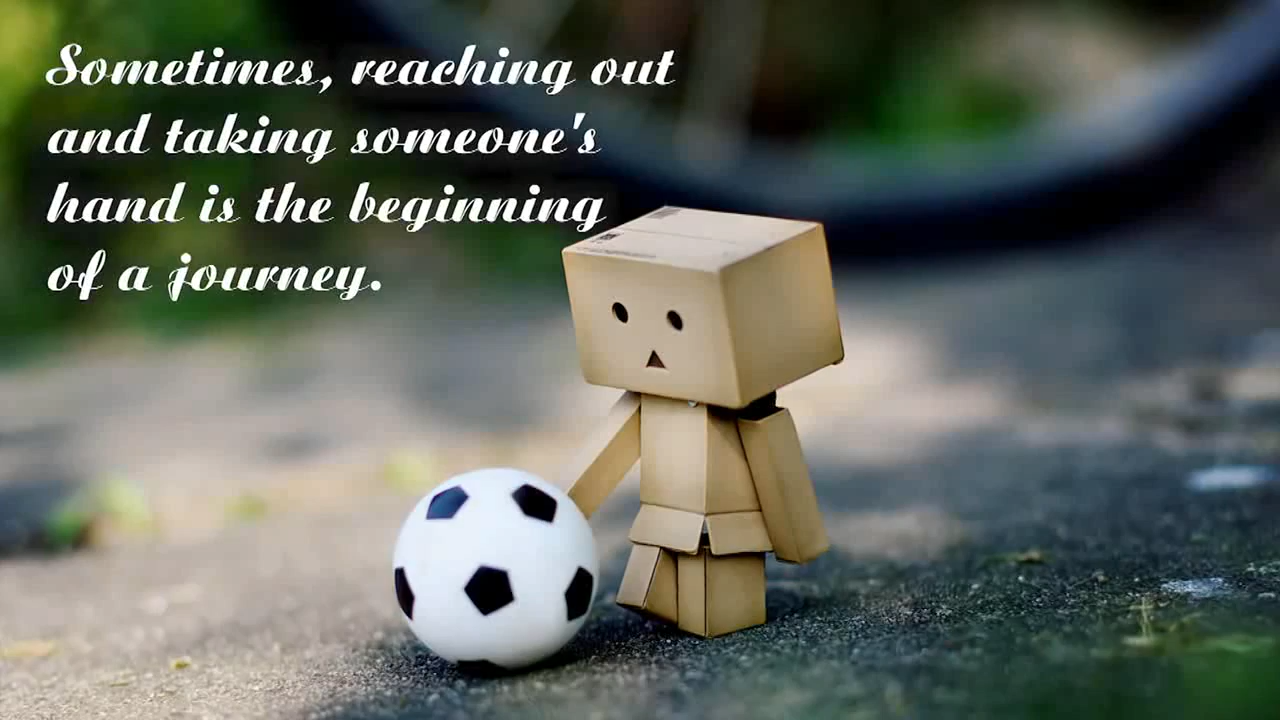 Sometimes, reaching out
and taking someone's
hand is the beginning
of a journey.